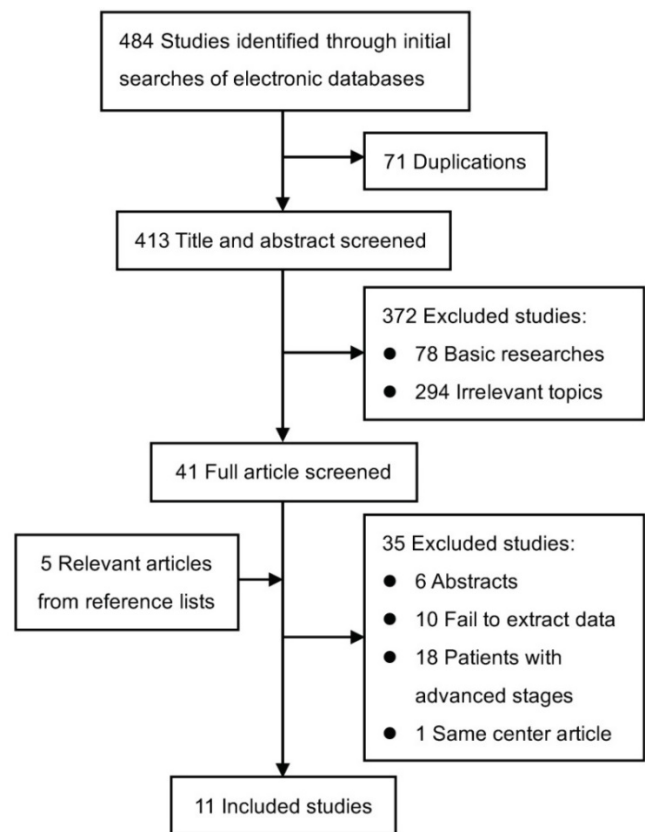 484 Studies identified through initial
searches of electronic databases
71 Duplications
413 Title and abstract screened
372 Excluded studies:
● 78 Basic researches
● 294 Irrelevant topics
41 Full article screened
5 Relevant articles
from reference lists
35 Excluded studies:
● 6 Abstracts
● 10 Fail to extract data
● 18 Patients with
advanced stages
● 1 Same center article
11 Included studies